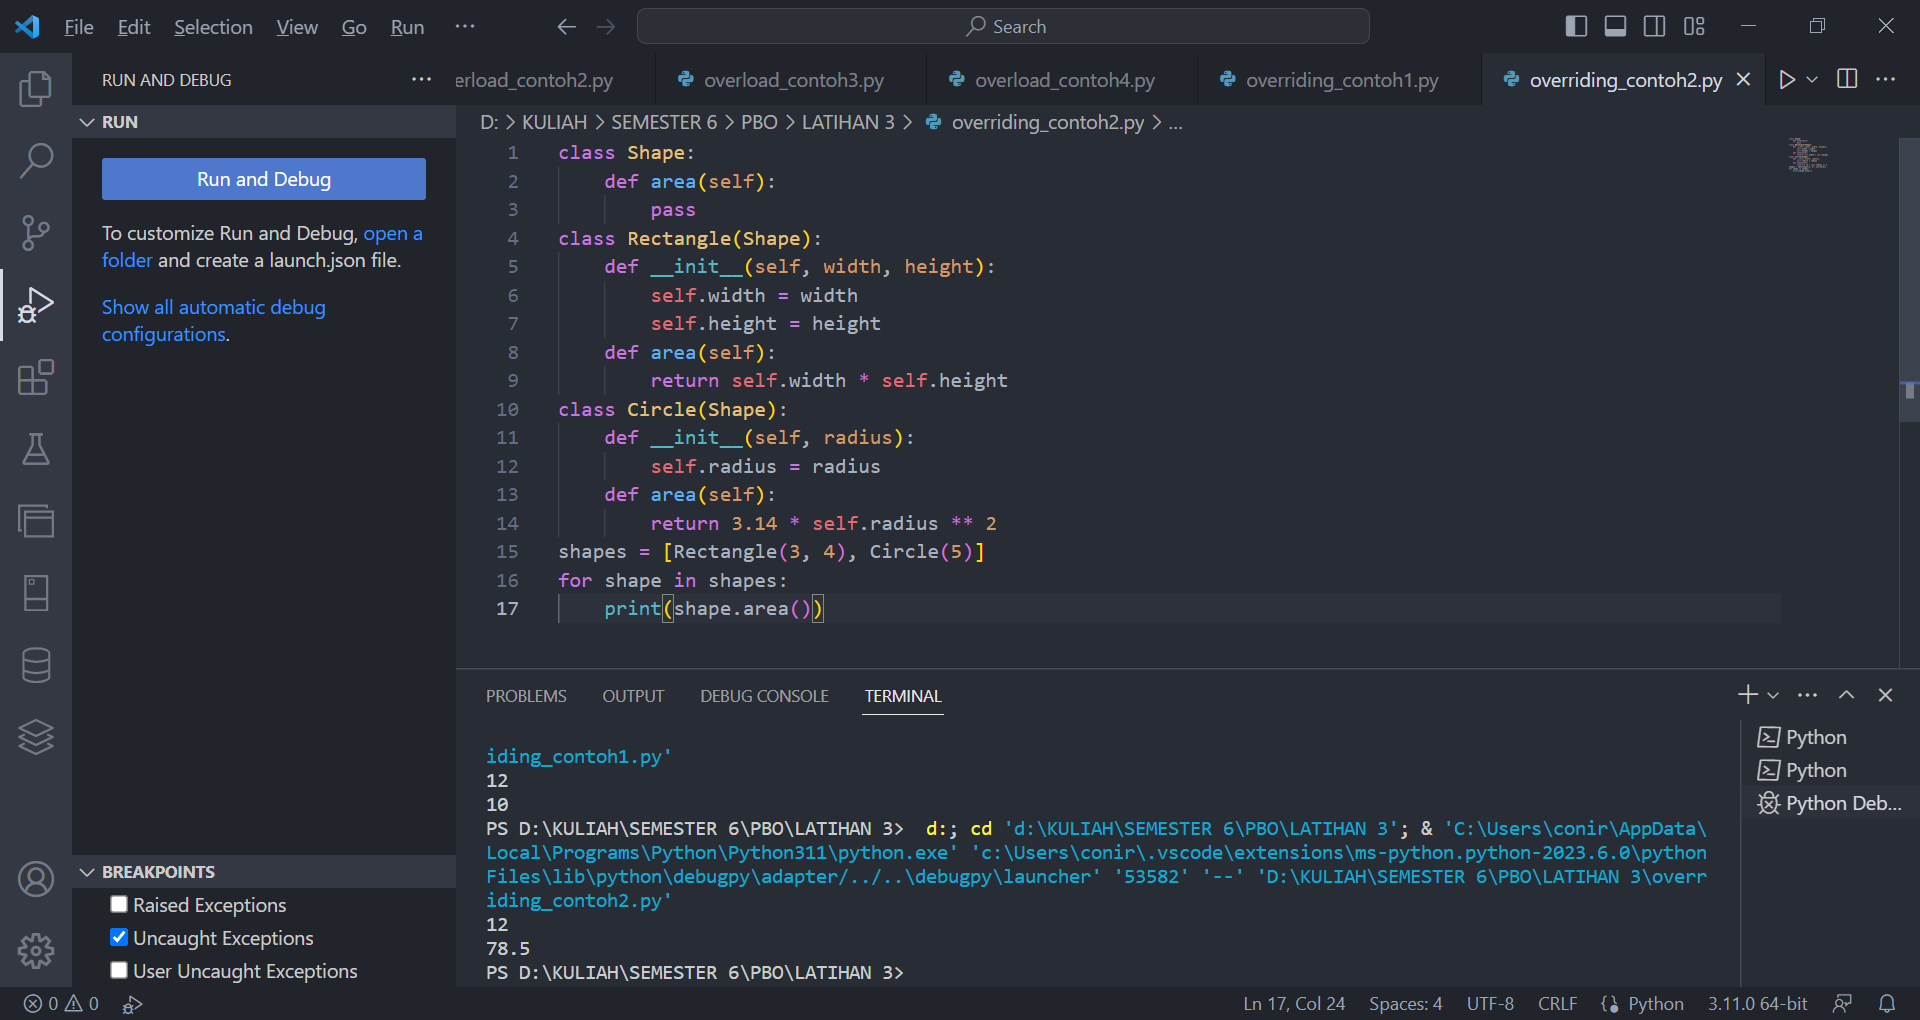 File Edit Selection View Go Run ··· Search
RUN AND DEBUG ···
erload_contoh2.py overload_contoh3.py overload_contoh4.py overriding_contoh1.py overriding_contoh2.py
RUN
Run and Debug
To customize Run and Debug, open a
folder and create a launch.json file.
Show all automatic debug
configurations.
D: > KULIAH > SEMESTER 6 > PBO > LATIHAN 3 > overriding_contoh2.py > ...
1 class Shape:
2     def area(self):
3         pass
4 class Rectangle(Shape):
5     def __init__(self, width, height):
6         self.width = width
7         self.height = height
8     def area(self):
9         return self.width * self.height
10 class Circle(Shape):
11     def __init__(self, radius):
12         self.radius = radius
13     def area(self):
14         return 3.14 * self.radius ** 2
15 shapes = [Rectangle(3, 4), Circle(5)]
16 for shape in shapes:
17     print(shape.area())
PROBLEMS OUTPUT DEBUG CONSOLE TERMINAL
iding_contoh1.py'
12
10
PS D:\KULIAH\SEMESTER 6\PBO\LATIHAN 3>  d:; cd 'd:\KULIAH\SEMESTER 6\PBO\LATIHAN 3'; & 'C:\Users\conir\AppData\
Local\Programs\Python\Python311\python.exe' 'c:\Users\conir\.vscode\extensions\ms-python.python-2023.6.0\python
Files\lib\python\debugpy\adapter/../..\debugpy\launcher' '53582' '--' 'D:\KULIAH\SEMESTER 6\PBO\LATIHAN 3\overr
iding_contoh2.py'
12
78.5
PS D:\KULIAH\SEMESTER 6\PBO\LATIHAN 3>
Python
Python
Python Deb...
BREAKPOINTS
Raised Exceptions
Uncaught Exceptions
User Uncaught Exceptions
0 0
Ln 17, Col 24 Spaces: 4 UTF-8 CRLF Python 3.11.0 64-bit